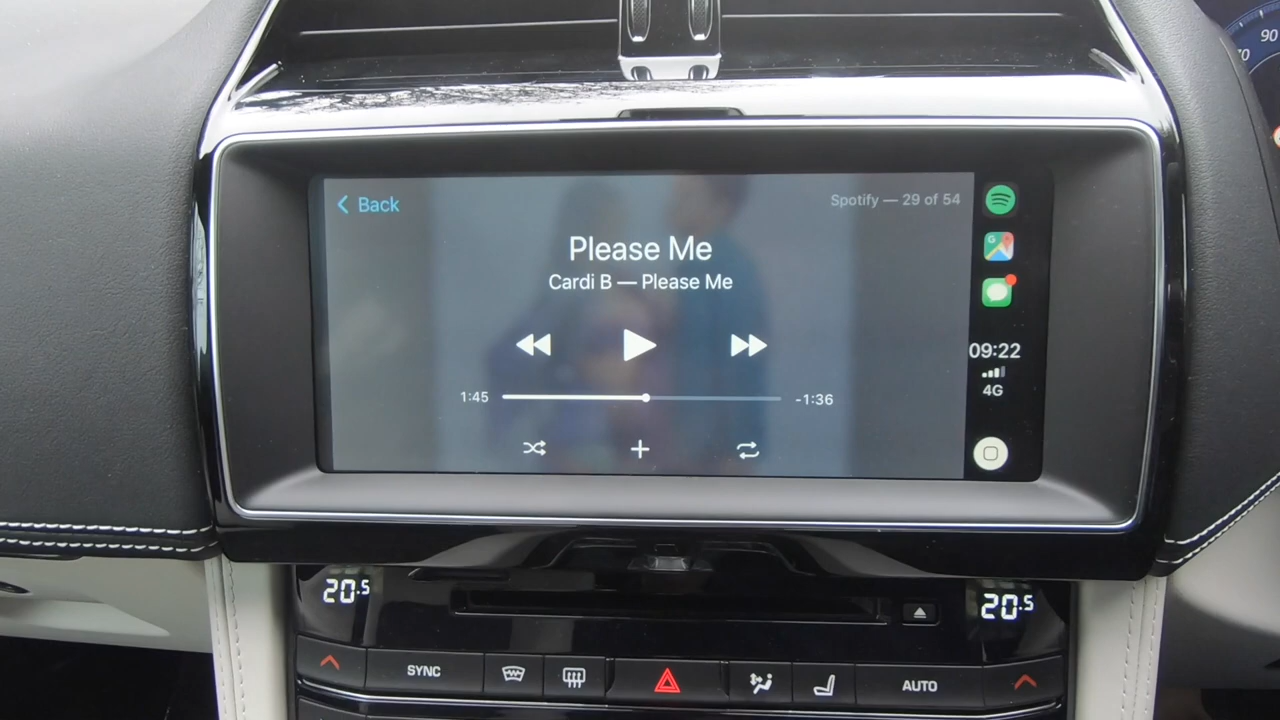 90
70
Back
Spotify — 29 of 54
Please Me
Cardi B — Please Me
G
09:22
4G
1:45
-1:36
20.5
20.5
SYNC
AUTO